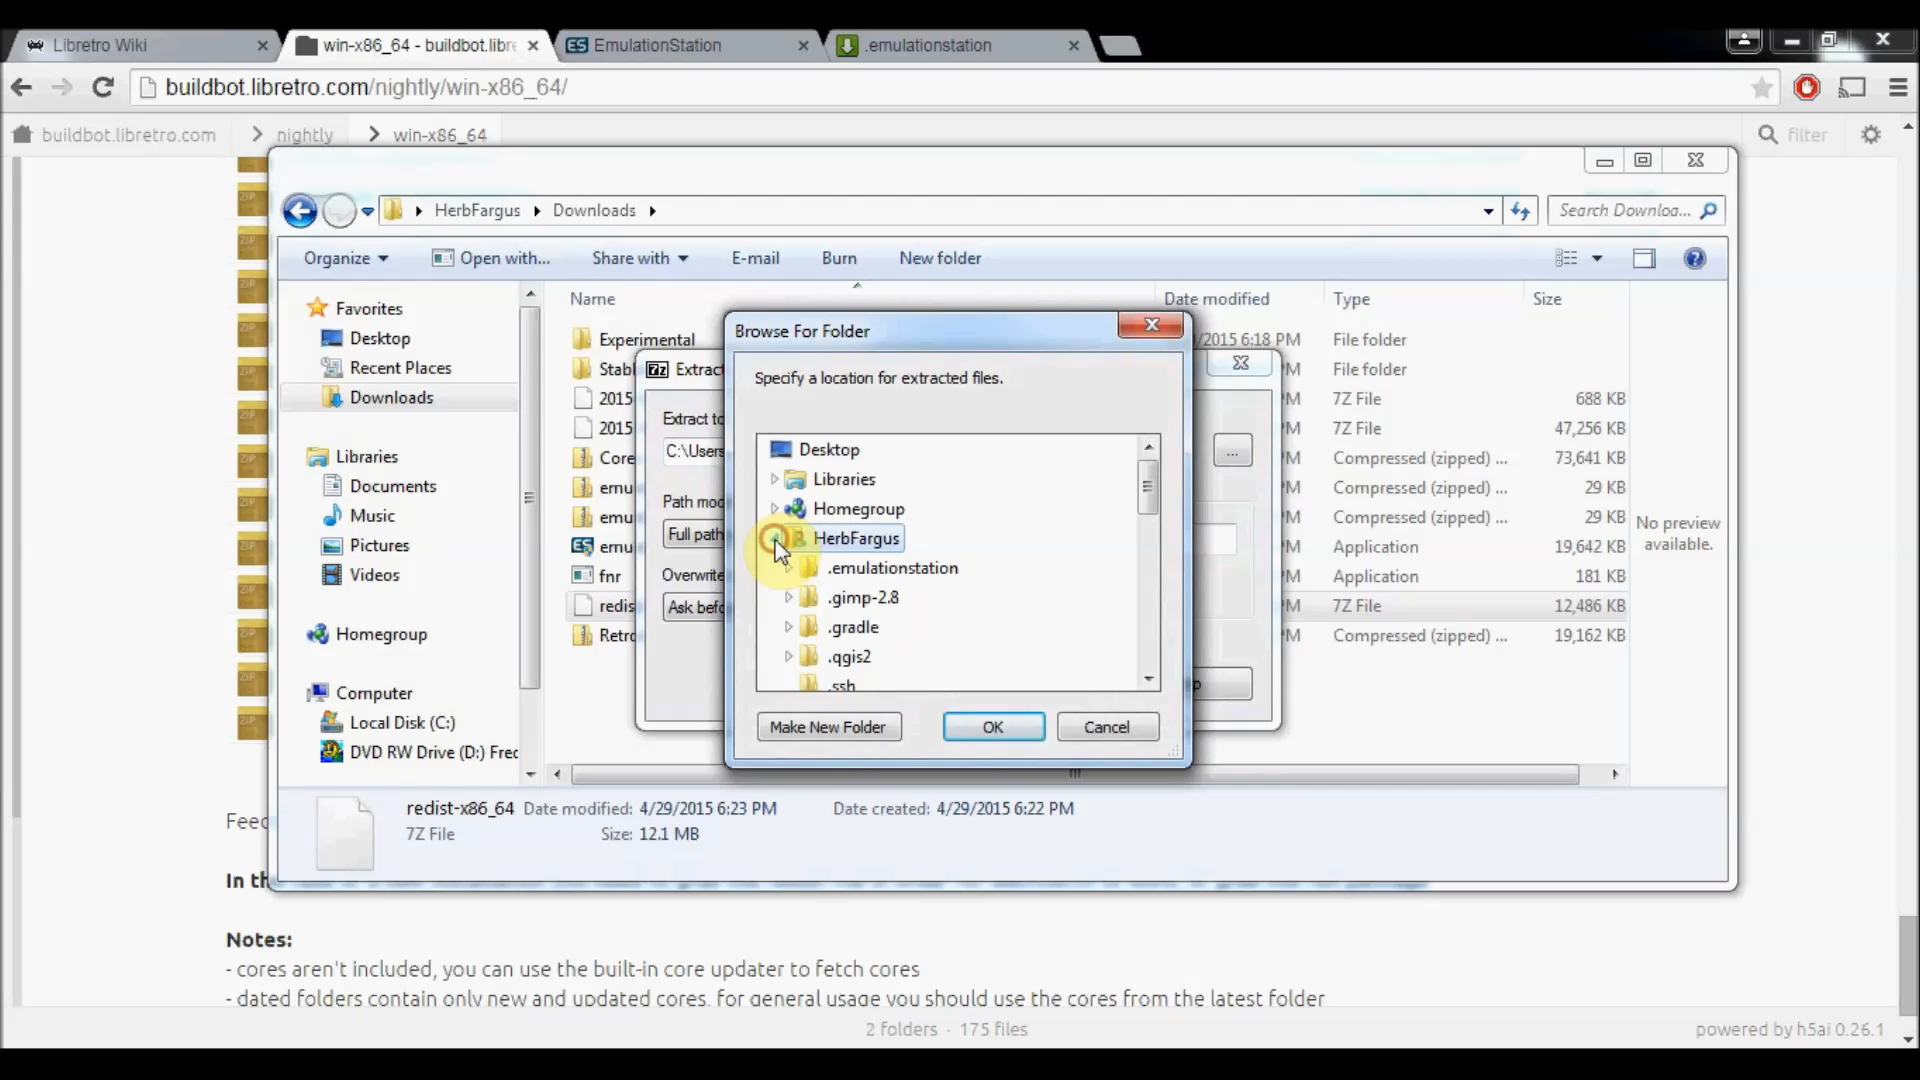 Libretro Wiki
win-x86_64 - buildbot.libre
EmulationStation
.emulationstation
buildbot.libretro.com/nightly/win-x86_64/
buildbot.libretro.com
nightly
win-x86_64
filter
HerbFargus
Downloads
Search Downloa...
Organize
Open with...
Share with
E-mail
Burn
New folder
Favorites
Desktop
Recent Places
Downloads
Libraries
Documents
Music
Pictures
Videos
Homegroup
Computer
Local Disk (C:)
DVD RW Drive (D:) Fred
Name
Date modified
Type
Size
Experimental
/2015 6:18 PM
File folder
Stabl
M
File folder
2015
M
7Z File
688 KB
2015
M
7Z File
47,256 KB
Core
M
Compressed (zipped) ...
73,641 KB
emu
M
Compressed (zipped) ...
29 KB
emu
M
Compressed (zipped) ...
29 KB
emu
M
Application
19,642 KB
fnr
M
Application
181 KB
redis
M
7Z File
12,486 KB
Retro
M
Compressed (zipped) ...
19,162 KB
No preview
available.
7z
Extract
Extract to
C:\Users
...
Path mod
Full path
Overwrite
Ask befo
p
Browse For Folder
Specify a location for extracted files.
Desktop
Libraries
Homegroup
HerbFargus
.emulationstation
.gimp-2.8
.gradle
.qgis2
.ssh
Make New Folder
OK
Cancel
redist-x86_64
Date modified: 4/29/2015 6:23 PM
Date created: 4/29/2015 6:22 PM
7Z File
Size: 12.1 MB
Feed
In th
Notes:
- cores aren't included, you can use the built-in core updater to fetch cores
- dated folders contain only new and updated cores, for general usage you should use the cores from the latest folder
2 folders · 175 files
powered by h5ai 0.26.1